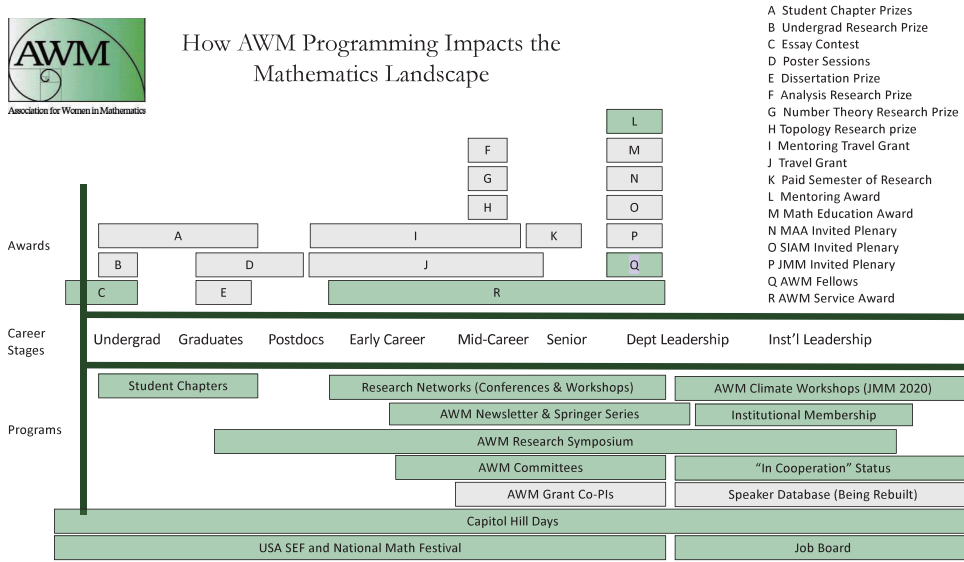 AWM
Association for Women in Mathematics
How AWM Programming Impacts the
Mathematics Landscape
A Student Chapter Prizes
B Undergrad Research Prize
C Essay Contest
D Poster Sessions
E Dissertation Prize
F Analysis Research Prize
G Number Theory Research Prize
H Topology Research prize
I Mentoring Travel Grant
J Travel Grant
K Paid Semester of Research
L Mentoring Award
M Math Education Award
N MAA Invited Plenary
O SIAM Invited Plenary
P JMM Invited Plenary
Q AWM Fellows
R AWM Service Award
L
F M
G N
H O
Awards
A I K P
B D J Q
C E R
Career
Stages
Undergrad Graduates Postdocs Early Career Mid-Career Senior Dept Leadership Inst'l Leadership
Programs
Student Chapters Research Networks (Conferences & Workshops) AWM Climate Workshops (JMM 2020)
AWM Newsletter & Springer Series Institutional Membership
AWM Research Symposium
AWM Committees "In Cooperation" Status
AWM Grant Co-PIs Speaker Database (Being Rebuilt)
Capitol Hill Days
USA SEF and National Math Festival Job Board